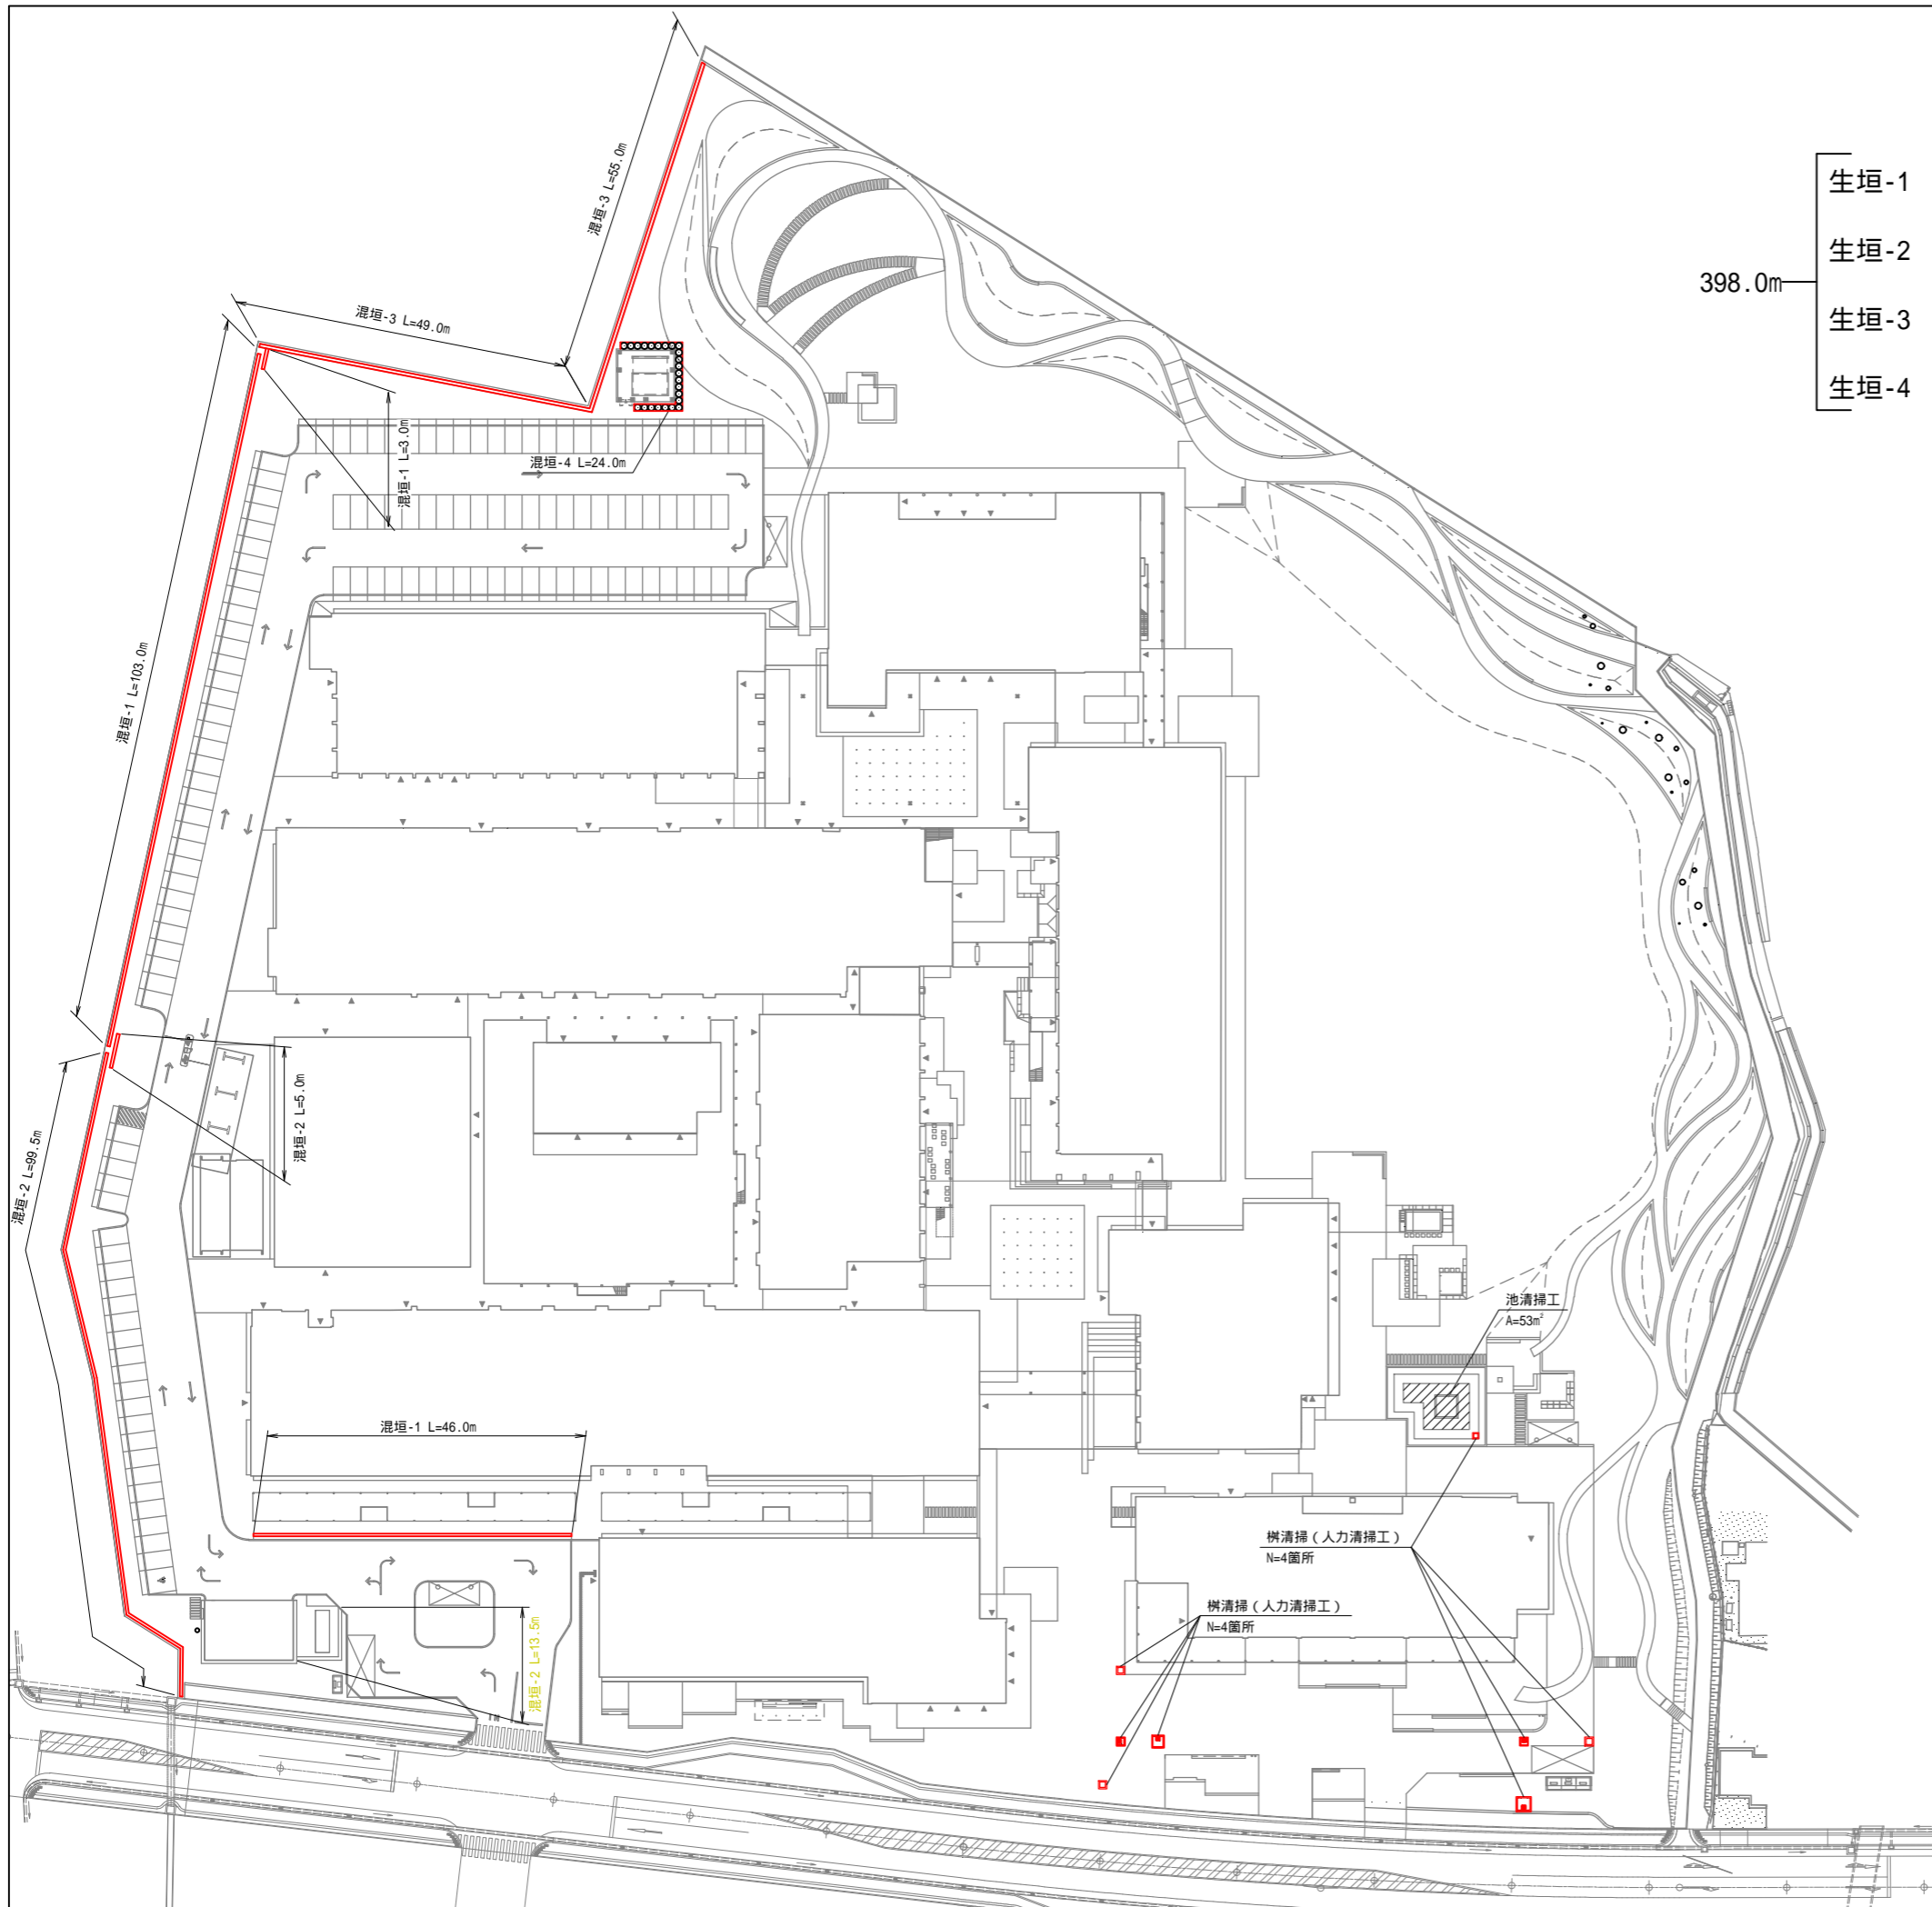 混垣-3 L=55.0m
生垣-1
生垣-2
398.0m
生垣-3
生垣-4
混垣-3 L=49.0m
混垣-1 L=3.0m
混垣-4 L=24.0m
混垣-1 L=103.0m
混垣-2 L=5.0m
混垣-2 L=99.5m
池清掃工
A=53m²
混垣-1 L=46.0m
桝清掃（人力清掃工）
N=4箇所
桝清掃（人力清掃工）
N=4箇所
混垣-2 L=13.5m